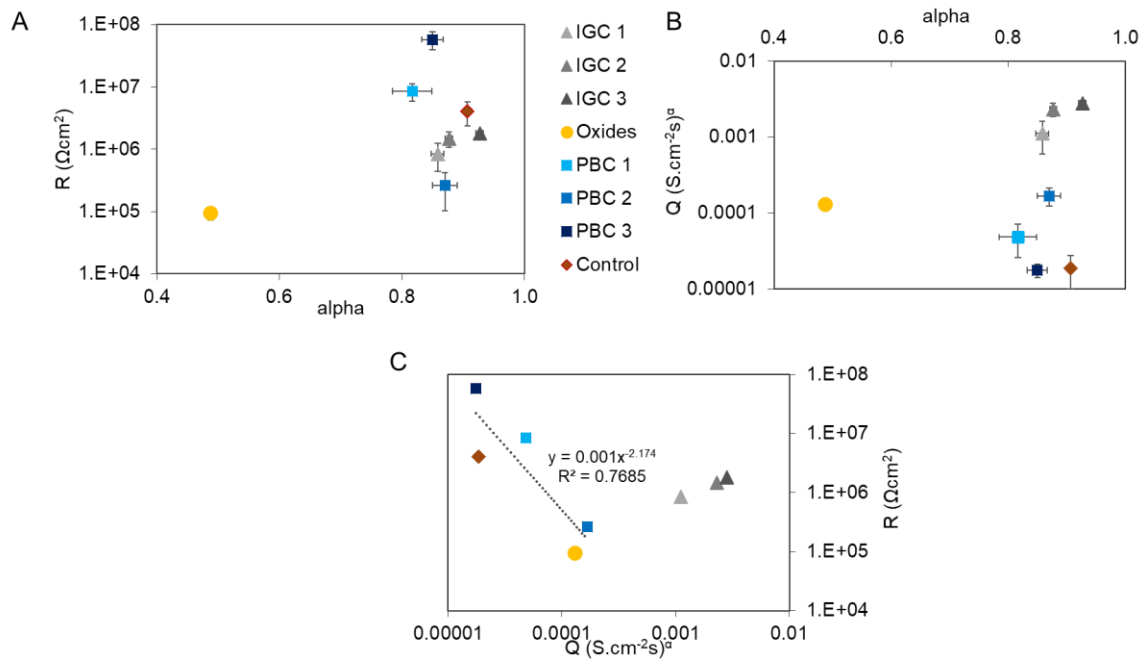 A
1.E+08
1.E+07
1.E+06
1.E+05
1.E+04
R (Ωcm²)
0.4 0.6 0.8 1.0
alpha
IGC 1
IGC 2
IGC 3
Oxides
PBC 1
PBC 2
PBC 3
Control
B
alpha
0.4 0.6 0.8 1.0
0.01
0.001
0.0001
0.00001
Q (S.cm⁻²s)ᵅ
C
y = 0.001x⁻²·¹⁷⁴
R² = 0.7685
1.E+08
1.E+07
1.E+06
1.E+05
1.E+04
R (Ωcm²)
0.00001 0.0001 0.001 0.01
Q (S.cm⁻²s)ᵅ